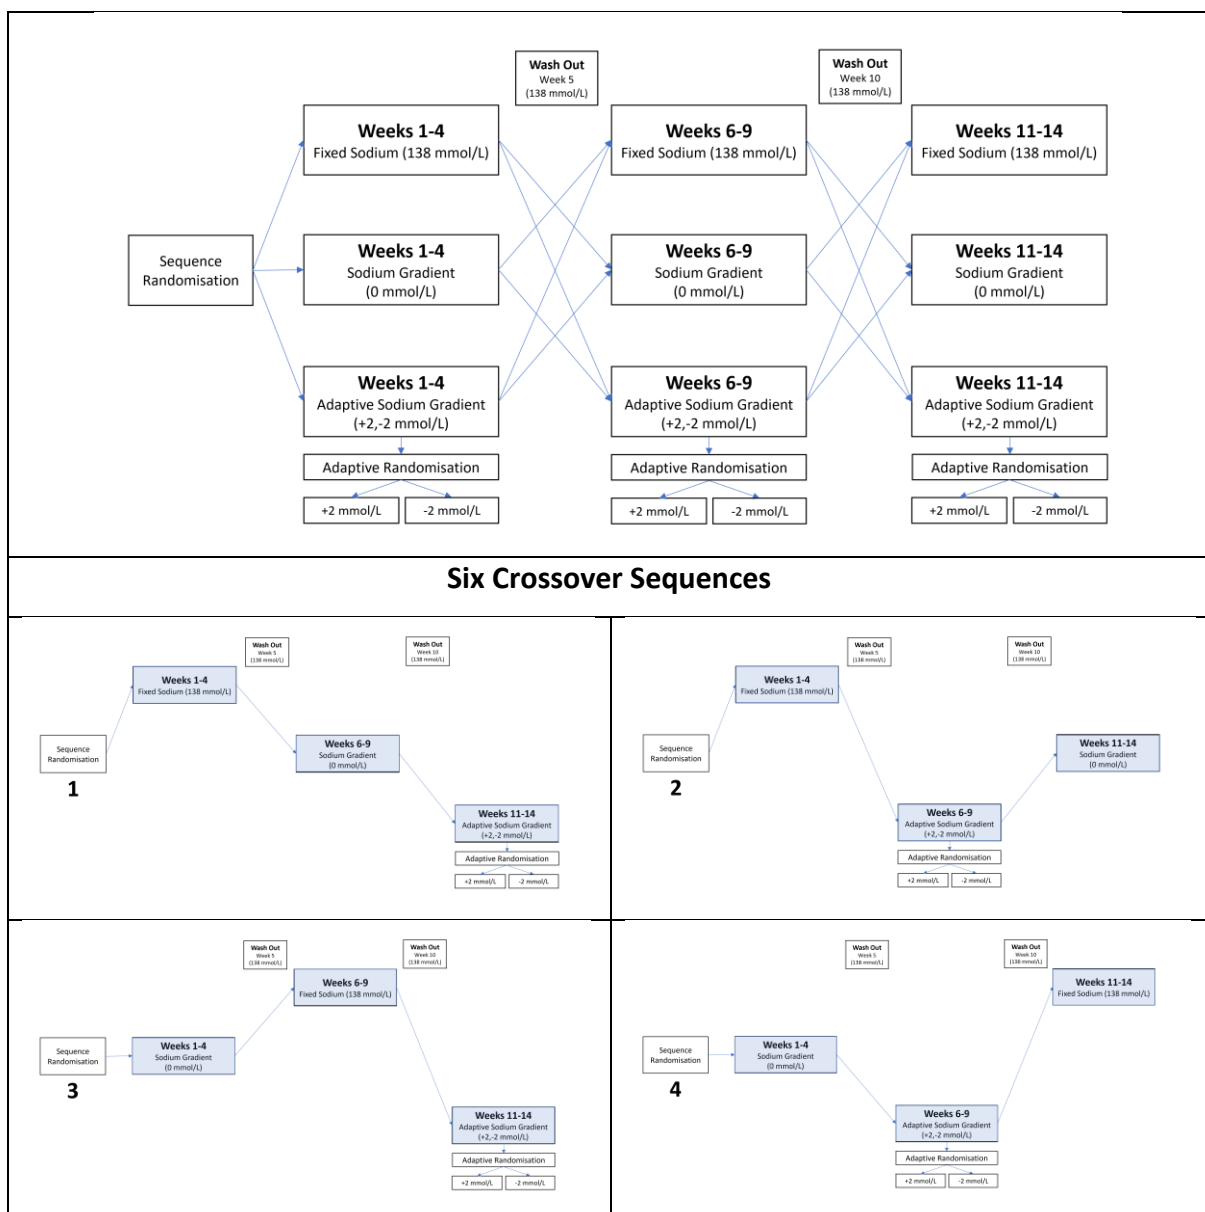 Wash Out
Week 5
(138 mmol/L)
Wash Out
Week 10
(138 mmol/L)
Weeks 1-4
Fixed Sodium (138 mmol/L)
Weeks 6-9
Fixed Sodium (138 mmol/L)
Weeks 11-14
Fixed Sodium (138 mmol/L)
Sequence
Randomisation
Weeks 1-4
Sodium Gradient
(0 mmol/L)
Weeks 6-9
Sodium Gradient
(0 mmol/L)
Weeks 11-14
Sodium Gradient
(0 mmol/L)
Weeks 1-4
Adaptive Sodium Gradient
(+2,-2 mmol/L)
Weeks 6-9
Adaptive Sodium Gradient
(+2,-2 mmol/L)
Weeks 11-14
Adaptive Sodium Gradient
(+2,-2 mmol/L)
Adaptive Randomisation
Adaptive Randomisation
Adaptive Randomisation
+2 mmol/L
-2 mmol/L
+2 mmol/L
-2 mmol/L
+2 mmol/L
-2 mmol/L
Six Crossover Sequences
Wash Out
Week 5
(138 mmol/L)
Wash Out
Week 10
(138 mmol/L)
Weeks 1-4
Fixed Sodium (138 mmol/L)
Sequence
Randomisation
1
Weeks 6-9
Sodium Gradient
(0 mmol/L)
Weeks 11-14
Adaptive Sodium Gradient
(+2,-2 mmol/L)
Adaptive Randomisation
+2 mmol/L
-2 mmol/L
Wash Out
Week 5
(138 mmol/L)
Wash Out
Week 10
(138 mmol/L)
Weeks 1-4
Fixed Sodium (138 mmol/L)
Sequence
Randomisation
2
Weeks 11-14
Sodium Gradient
(0 mmol/L)
Weeks 6-9
Adaptive Sodium Gradient
(+2,-2 mmol/L)
Adaptive Randomisation
+2 mmol/L
-2 mmol/L
Wash Out
Week 5
(138 mmol/L)
Wash Out
Week 10
(138 mmol/L)
Weeks 6-9
Fixed Sodium (138 mmol/L)
Sequence
Randomisation
3
Weeks 1-4
Sodium Gradient
(0 mmol/L)
Weeks 11-14
Adaptive Sodium Gradient
(+2,-2 mmol/L)
Adaptive Randomisation
+2 mmol/L
-2 mmol/L
Wash Out
Week 5
(138 mmol/L)
Wash Out
Week 10
(138 mmol/L)
Weeks 11-14
Fixed Sodium (138 mmol/L)
Sequence
Randomisation
4
Weeks 1-4
Sodium Gradient
(0 mmol/L)
Weeks 6-9
Adaptive Sodium Gradient
(+2,-2 mmol/L)
Adaptive Randomisation
+2 mmol/L
-2 mmol/L